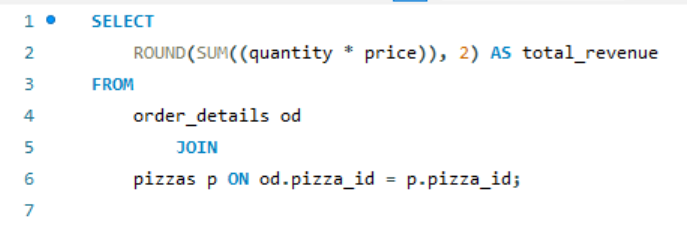 1 SELECT
2 ROUND(SUM((quantity * price)), 2) AS total_revenue
3 FROM
4 order_details od
5 JOIN
6 pizzas p ON od.pizza_id = p.pizza_id;
7